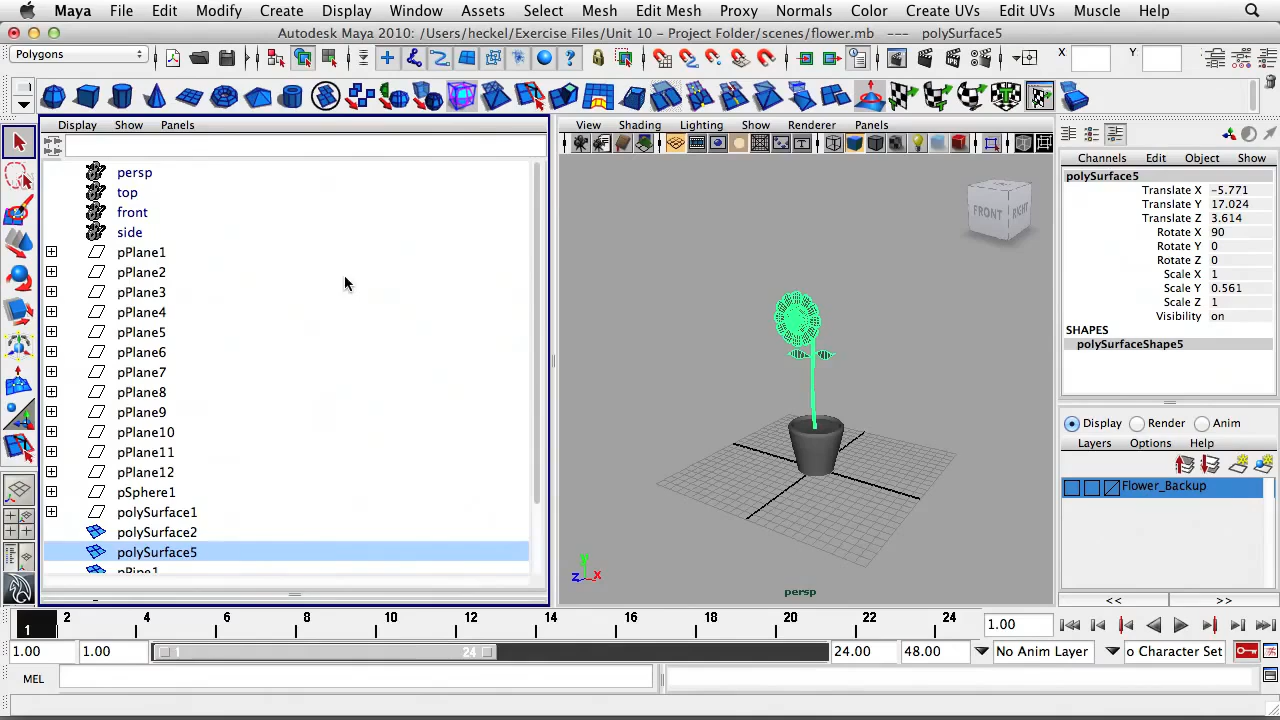 Maya File Edit Modify Create Display Window Assets Select Mesh Edit Mesh Proxy Normals Color Create UVs Edit UVs Muscle Help
Autodesk Maya 2010: /Users/heckel/Exercise Files/Unit 10 - Project Folder/scenes/flower.mb --- polySurface5
Polygons X: Y:
Display Show Panels
View Shading Lighting Show Renderer Panels
Channels Edit Object Show
persp
top
front
side
pPlane1
pPlane2
pPlane3
pPlane4
pPlane5
pPlane6
pPlane7
pPlane8
pPlane9
pPlane10
pPlane11
pPlane12
pSphere1
polySurface1
polySurface2
polySurface5
pPipe1
FRONT RIGHT
y
z x
persp
polySurface5
Translate X -5.771
Translate Y 17.024
Translate Z 3.614
Rotate X 90
Rotate Y 0
Rotate Z 0
Scale X 1
Scale Y 0.561
Scale Z 1
Visibility on
SHAPES
polySurfaceShape5
Display Render Anim
Layers Options Help
Flower_Backup
<< >>
1 2 4 6 8 10 12 14 16 18 20 22 24 1.00
1.00 1.00 1 24 24.00 48.00 No Anim Layer o Character Set
MEL